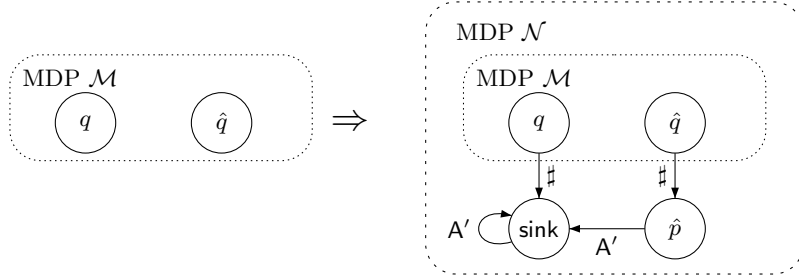 MDP 𝓜
q
q̂
⇒
MDP 𝓝
MDP 𝓜
q
q̂
♯
♯
A′
sink
A′
p̂